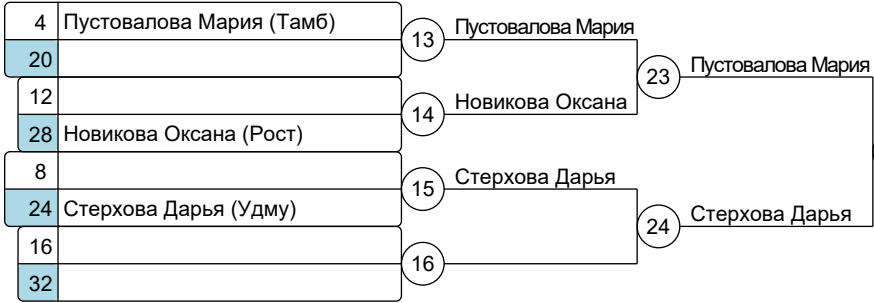 4 Пустовалова Мария (Тамб)
20
13 Пустовалова Мария
12
28 Новикова Оксана (Рост)
14 Новикова Оксана
23 Пустовалова Мария
8
24 Стерхова Дарья (Удму)
15 Стерхова Дарья
16
32
16
24 Стерхова Дарья